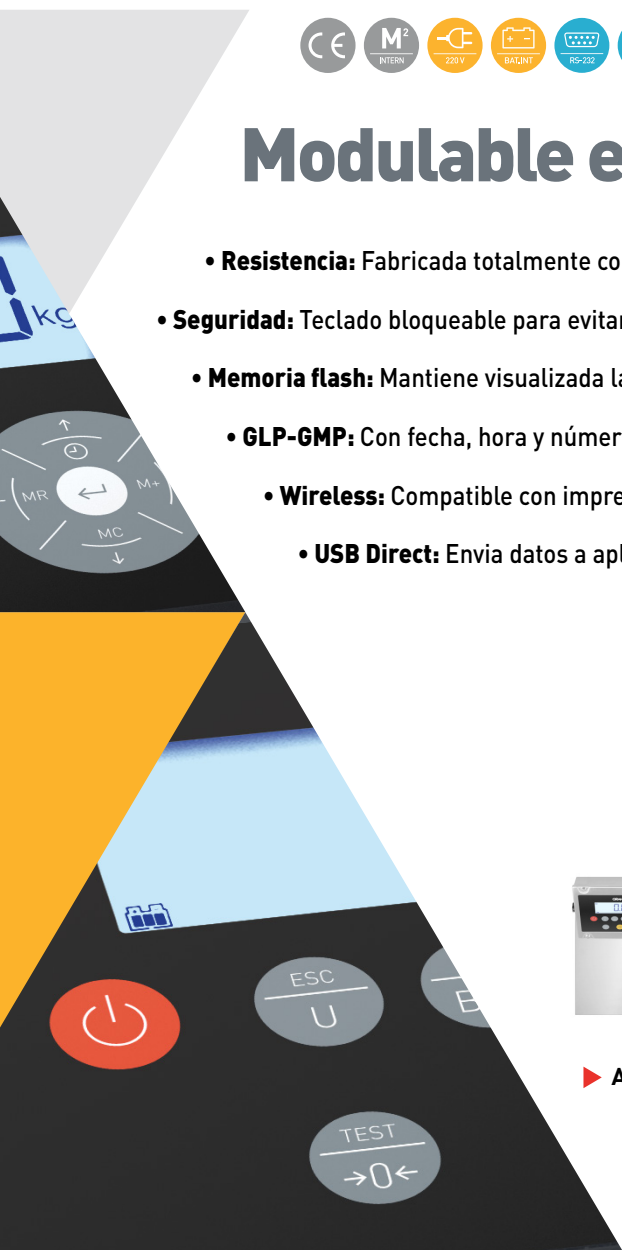 CE M² 220 V BAT.INT RS-232
INTERN
Modulable e
• Resistencia: Fabricada totalmente co
• Seguridad: Teclado bloqueable para evitar
• Memoria flash: Mantiene visualizada la
• GLP-GMP: Con fecha, hora y númer
• Wireless: Compatible con impre
• USB Direct: Envia datos a apl
kg
MR
M+
MC
ESC
U
TEST
→0←
A